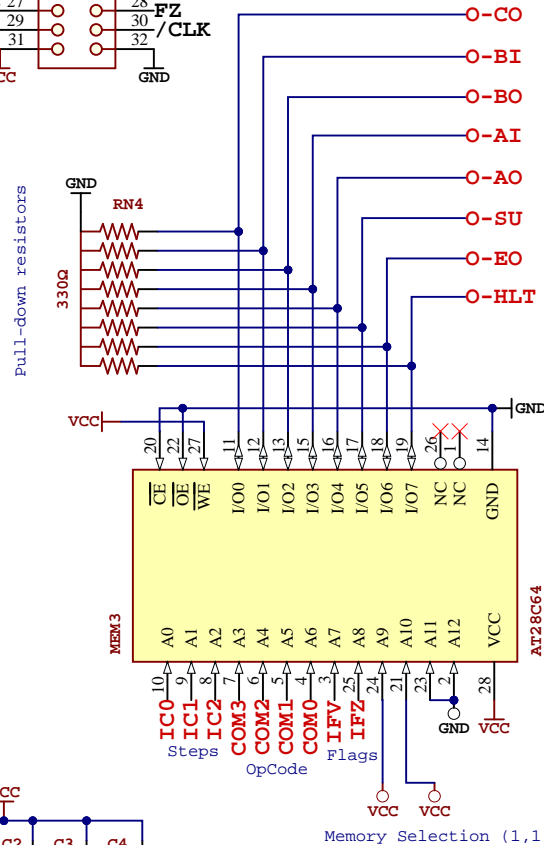 27
28
FZ
29
30
/CLK
31
32
GND
O-CO
O-BI
O-BO
O-AI
O-AO
O-SU
O-EO
O-HLT
GND
RN4
330Ω
Pull-down resistors
VCC
GND
20
22
27
11
12
13
15
16
17
18
19
26
1
14
CE
OE
WE
I/O0
I/O1
I/O2
I/O3
I/O4
I/O5
I/O6
I/O7
NC
NC
GND
MEM3
AT28C64
A0
A1
A2
A3
A4
A5
A6
A7
A8
A9
A10
A11
A12
VCC
10
9
8
7
6
5
4
3
25
24
21
23
2
28
IC0
IC1
IC2
COM3
COM2
COM1
COM0
IFV
IFZ
GND
VCC
Steps
OpCode
Flags
VCC
VCC
Memory Selection (1,1
C3
C4